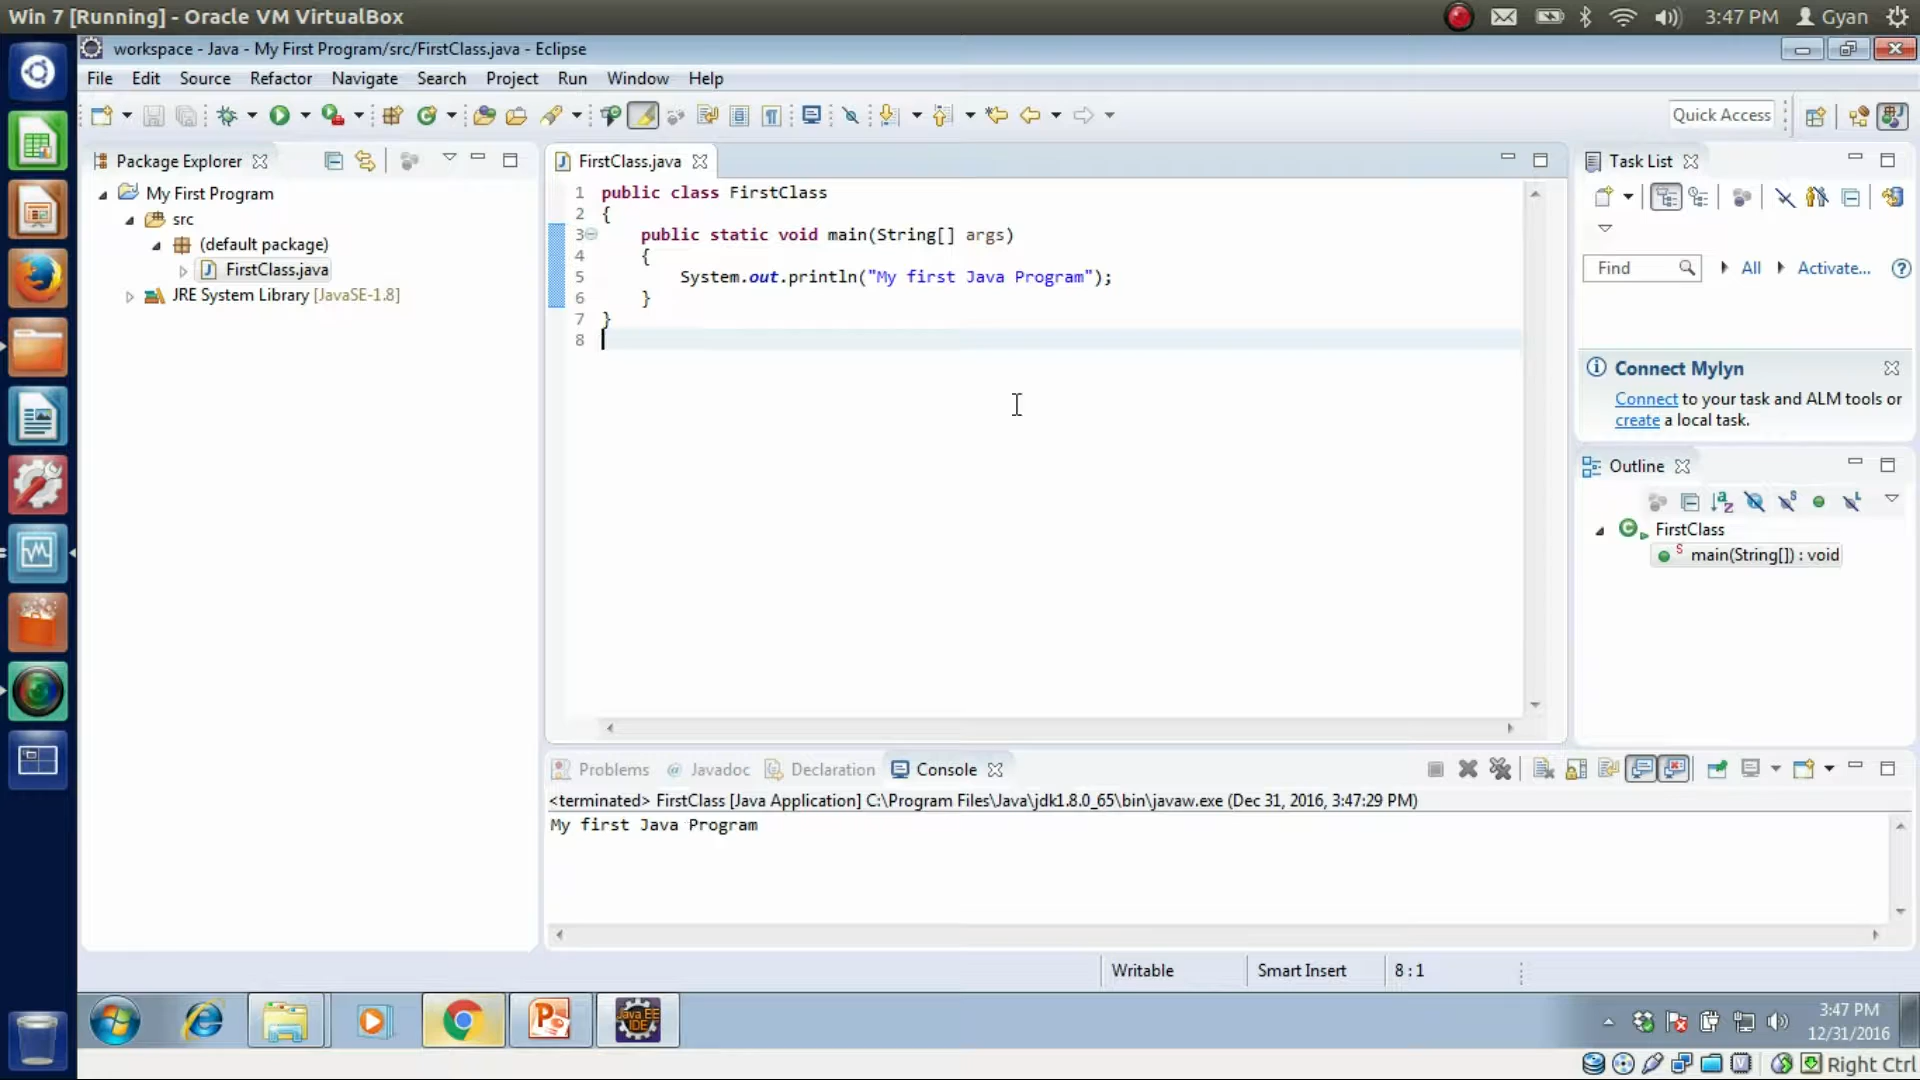 Win 7 [Running] - Oracle VM VirtualBox
3:47 PM Gyan
workspace - Java - My First Program/src/FirstClass.java - Eclipse
File Edit Source Refactor Navigate Search Project Run Window Help
Quick Access
Package Explorer
My First Program
src
(default package)
FirstClass.java
JRE System Library [JavaSE-1.8]
FirstClass.java
1 public class FirstClass
2 {
3 public static void main(String[] args)
4 {
5 System.out.println("My first Java Program");
6 }
7 }
8
Task List
Find All Activate...
Connect Mylyn
Connect to your task and ALM tools or
create a local task.
Outline
FirstClass
main(String[]) : void
Problems @ Javadoc Declaration Console
<terminated> FirstClass [Java Application] C:\Program Files\Java\jdk1.8.0_65\bin\javaw.exe (Dec 31, 2016, 3:47:29 PM)
My first Java Program
Writable Smart Insert 8 : 1
Java EE
IDE
3:47 PM
12/31/2016
Right Ctrl